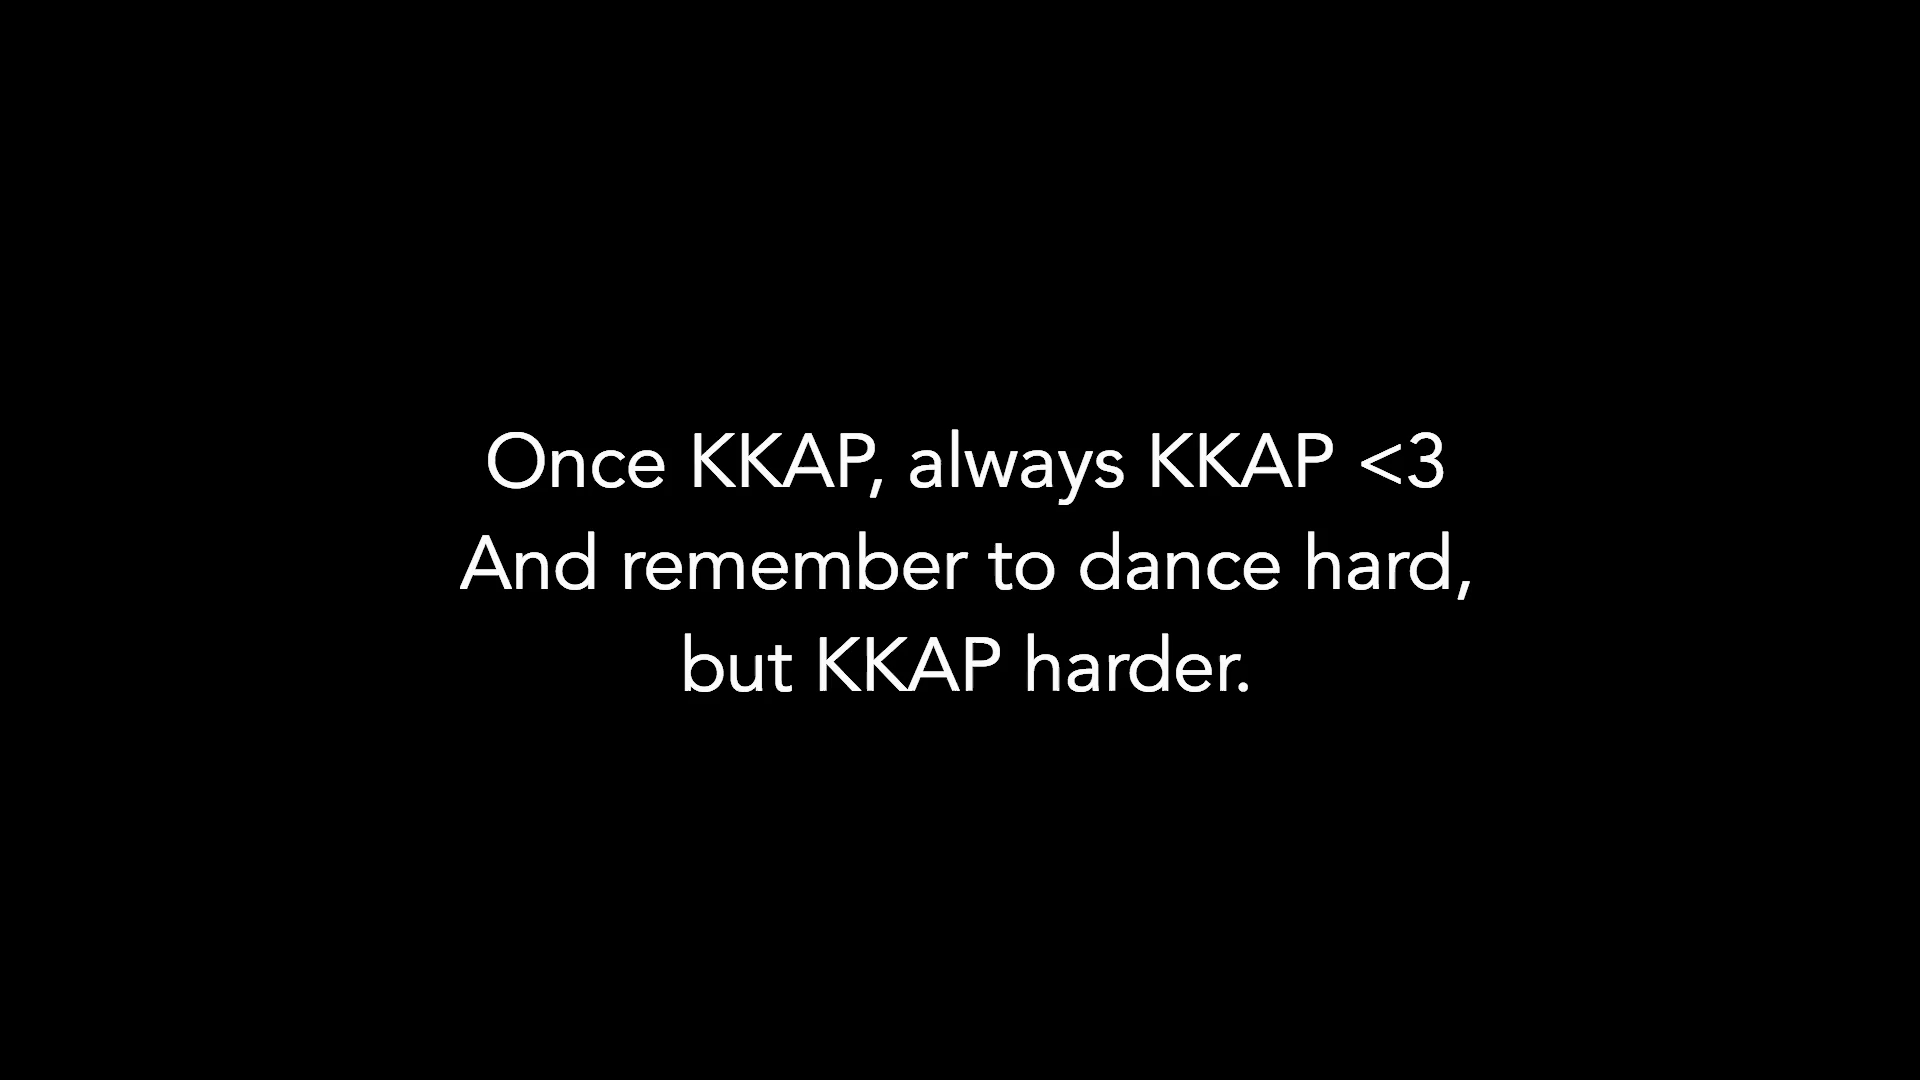 Once KKAP, always KKAP <3
And remember to dance hard,
but KKAP harder.